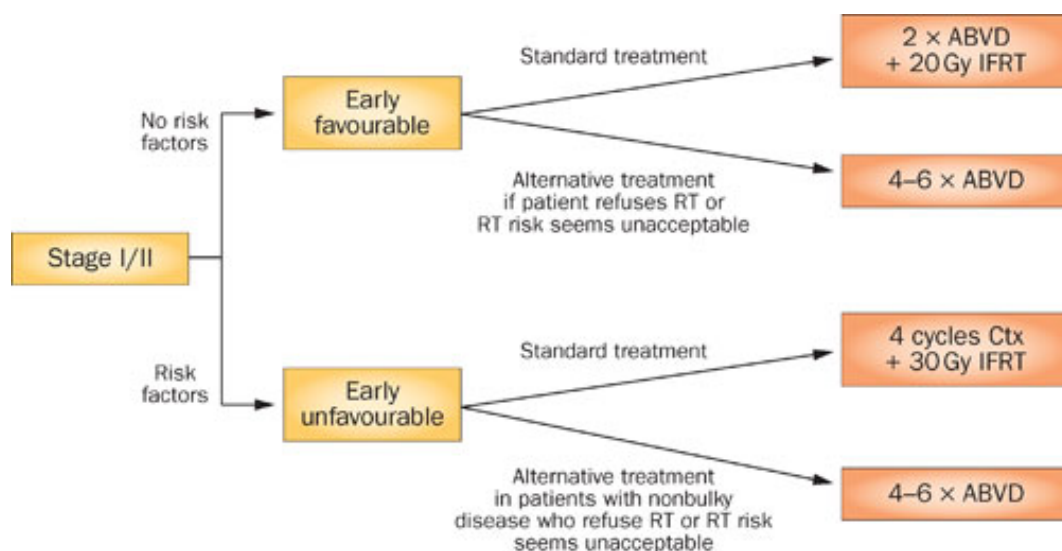 Stage I/II
No risk
factors
Early
favourable
Standard treatment
2 × ABVD
+ 20 Gy IFRT
Alternative treatment
if patient refuses RT or
RT risk seems unacceptable
4–6 × ABVD
Risk
factors
Early
unfavourable
Standard treatment
4 cycles Ctx
+ 30 Gy IFRT
Alternative treatment
in patients with nonbulky
disease who refuse RT or RT risk
seems unacceptable
4–6 × ABVD